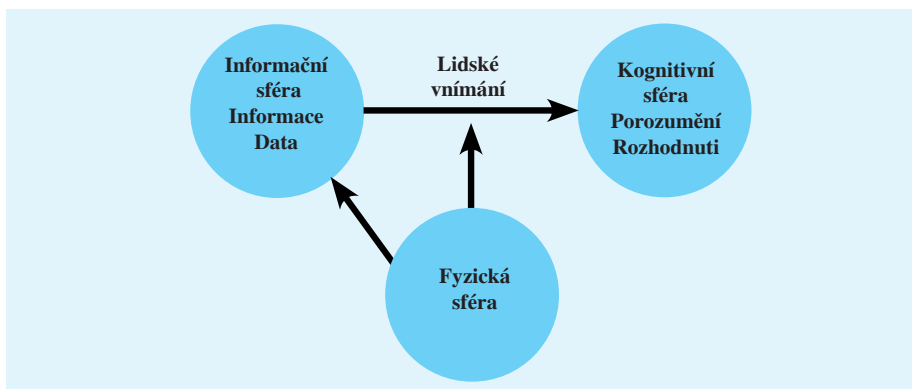 Informační
sféra
Informace
Data
Lidské
vnímání
Kognitivní
sféra
Porozumění
Rozhodnuti
Fyzická
sféra